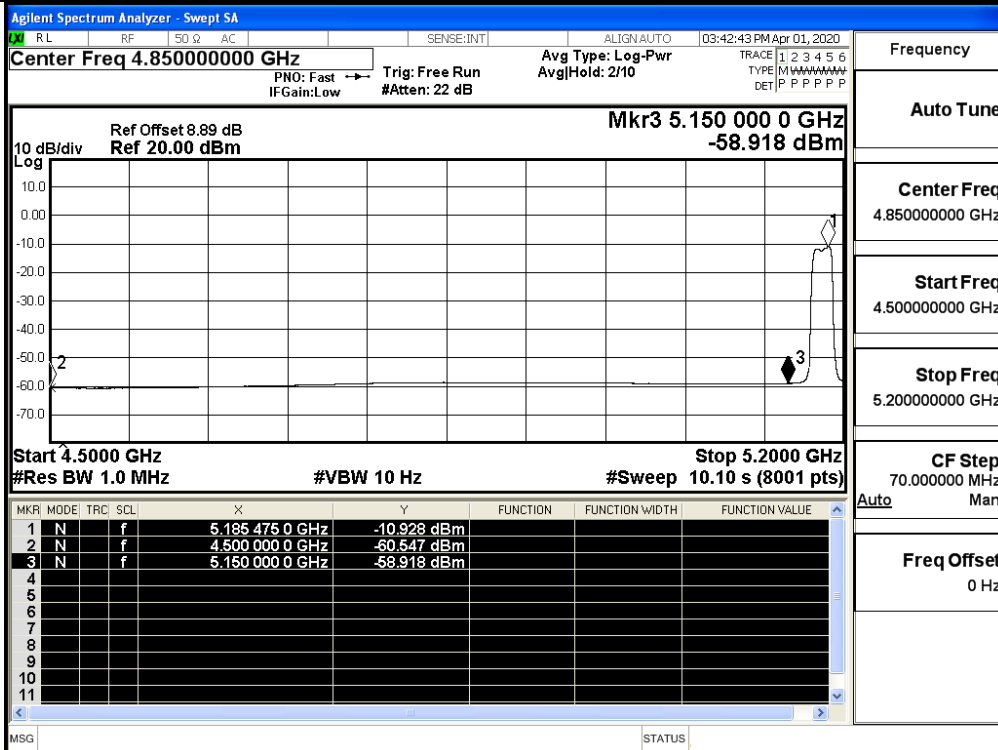 Agilent Spectrum Analyzer - Swept SA
LXI RL RF 50 Ω AC SENSE:INT ALIGN AUTO 03:42:43 PM Apr 01, 2020
Center Freq 4.850000000 GHz
PNO: Fast
IFGain:Low
Trig: Free Run
#Atten: 22 dB
Avg Type: Log-Pwr
Avg|Hold: 2/10
TRACE 1 2 3 4 5 6
TYPE M WWWWW
DET P P P P P P
Ref Offset 8.89 dB
10 dB/div Ref 20.00 dBm
Log
Mkr3 5.150 000 0 GHz
-58.918 dBm
10.0
0.00
-10.0
-20.0
-30.0
-40.0
-50.0
-60.0
-70.0
1
2
3
Start 4.5000 GHz Stop 5.2000 GHz
#Res BW 1.0 MHz #VBW 10 Hz #Sweep 10.10 s (8001 pts)
MKR MODE TRC SCL X Y FUNCTION FUNCTION WIDTH FUNCTION VALUE
1 N f 5.185 475 0 GHz -10.928 dBm
2 N f 4.500 000 0 GHz -60.547 dBm
3 N f 5.150 000 0 GHz -58.918 dBm
4
5
6
7
8
9
10
11
MSG STATUS
Frequency
Auto Tune
Center Freq
4.850000000 GHz
Start Freq
4.500000000 GHz
Stop Freq
5.200000000 GHz
CF Step
70.000000 MHz
Auto Man
Freq Offset
0 Hz